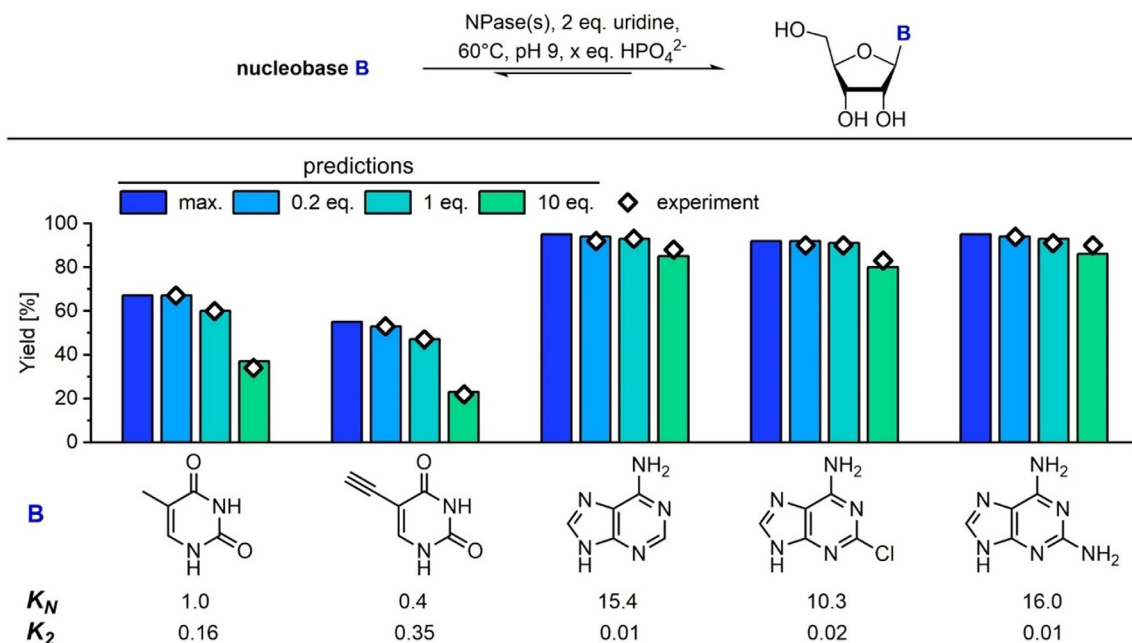 NPase(s), 2 eq. uridine,
60°C, pH 9, x eq. HPO₄²⁻
nucleobase B
B
HO
O
OH OH
predictions
max. 0.2 eq. 1 eq. 10 eq. experiment
Yield [%]
100
80
60
40
20
0
B
O NH N H O
O NH N H O
NH₂ N N N N H
NH₂ N N N N H Cl
NH₂ N N N N H NH₂
K_N 1.0 0.4 15.4 10.3 16.0
K₂ 0.16 0.35 0.01 0.02 0.01